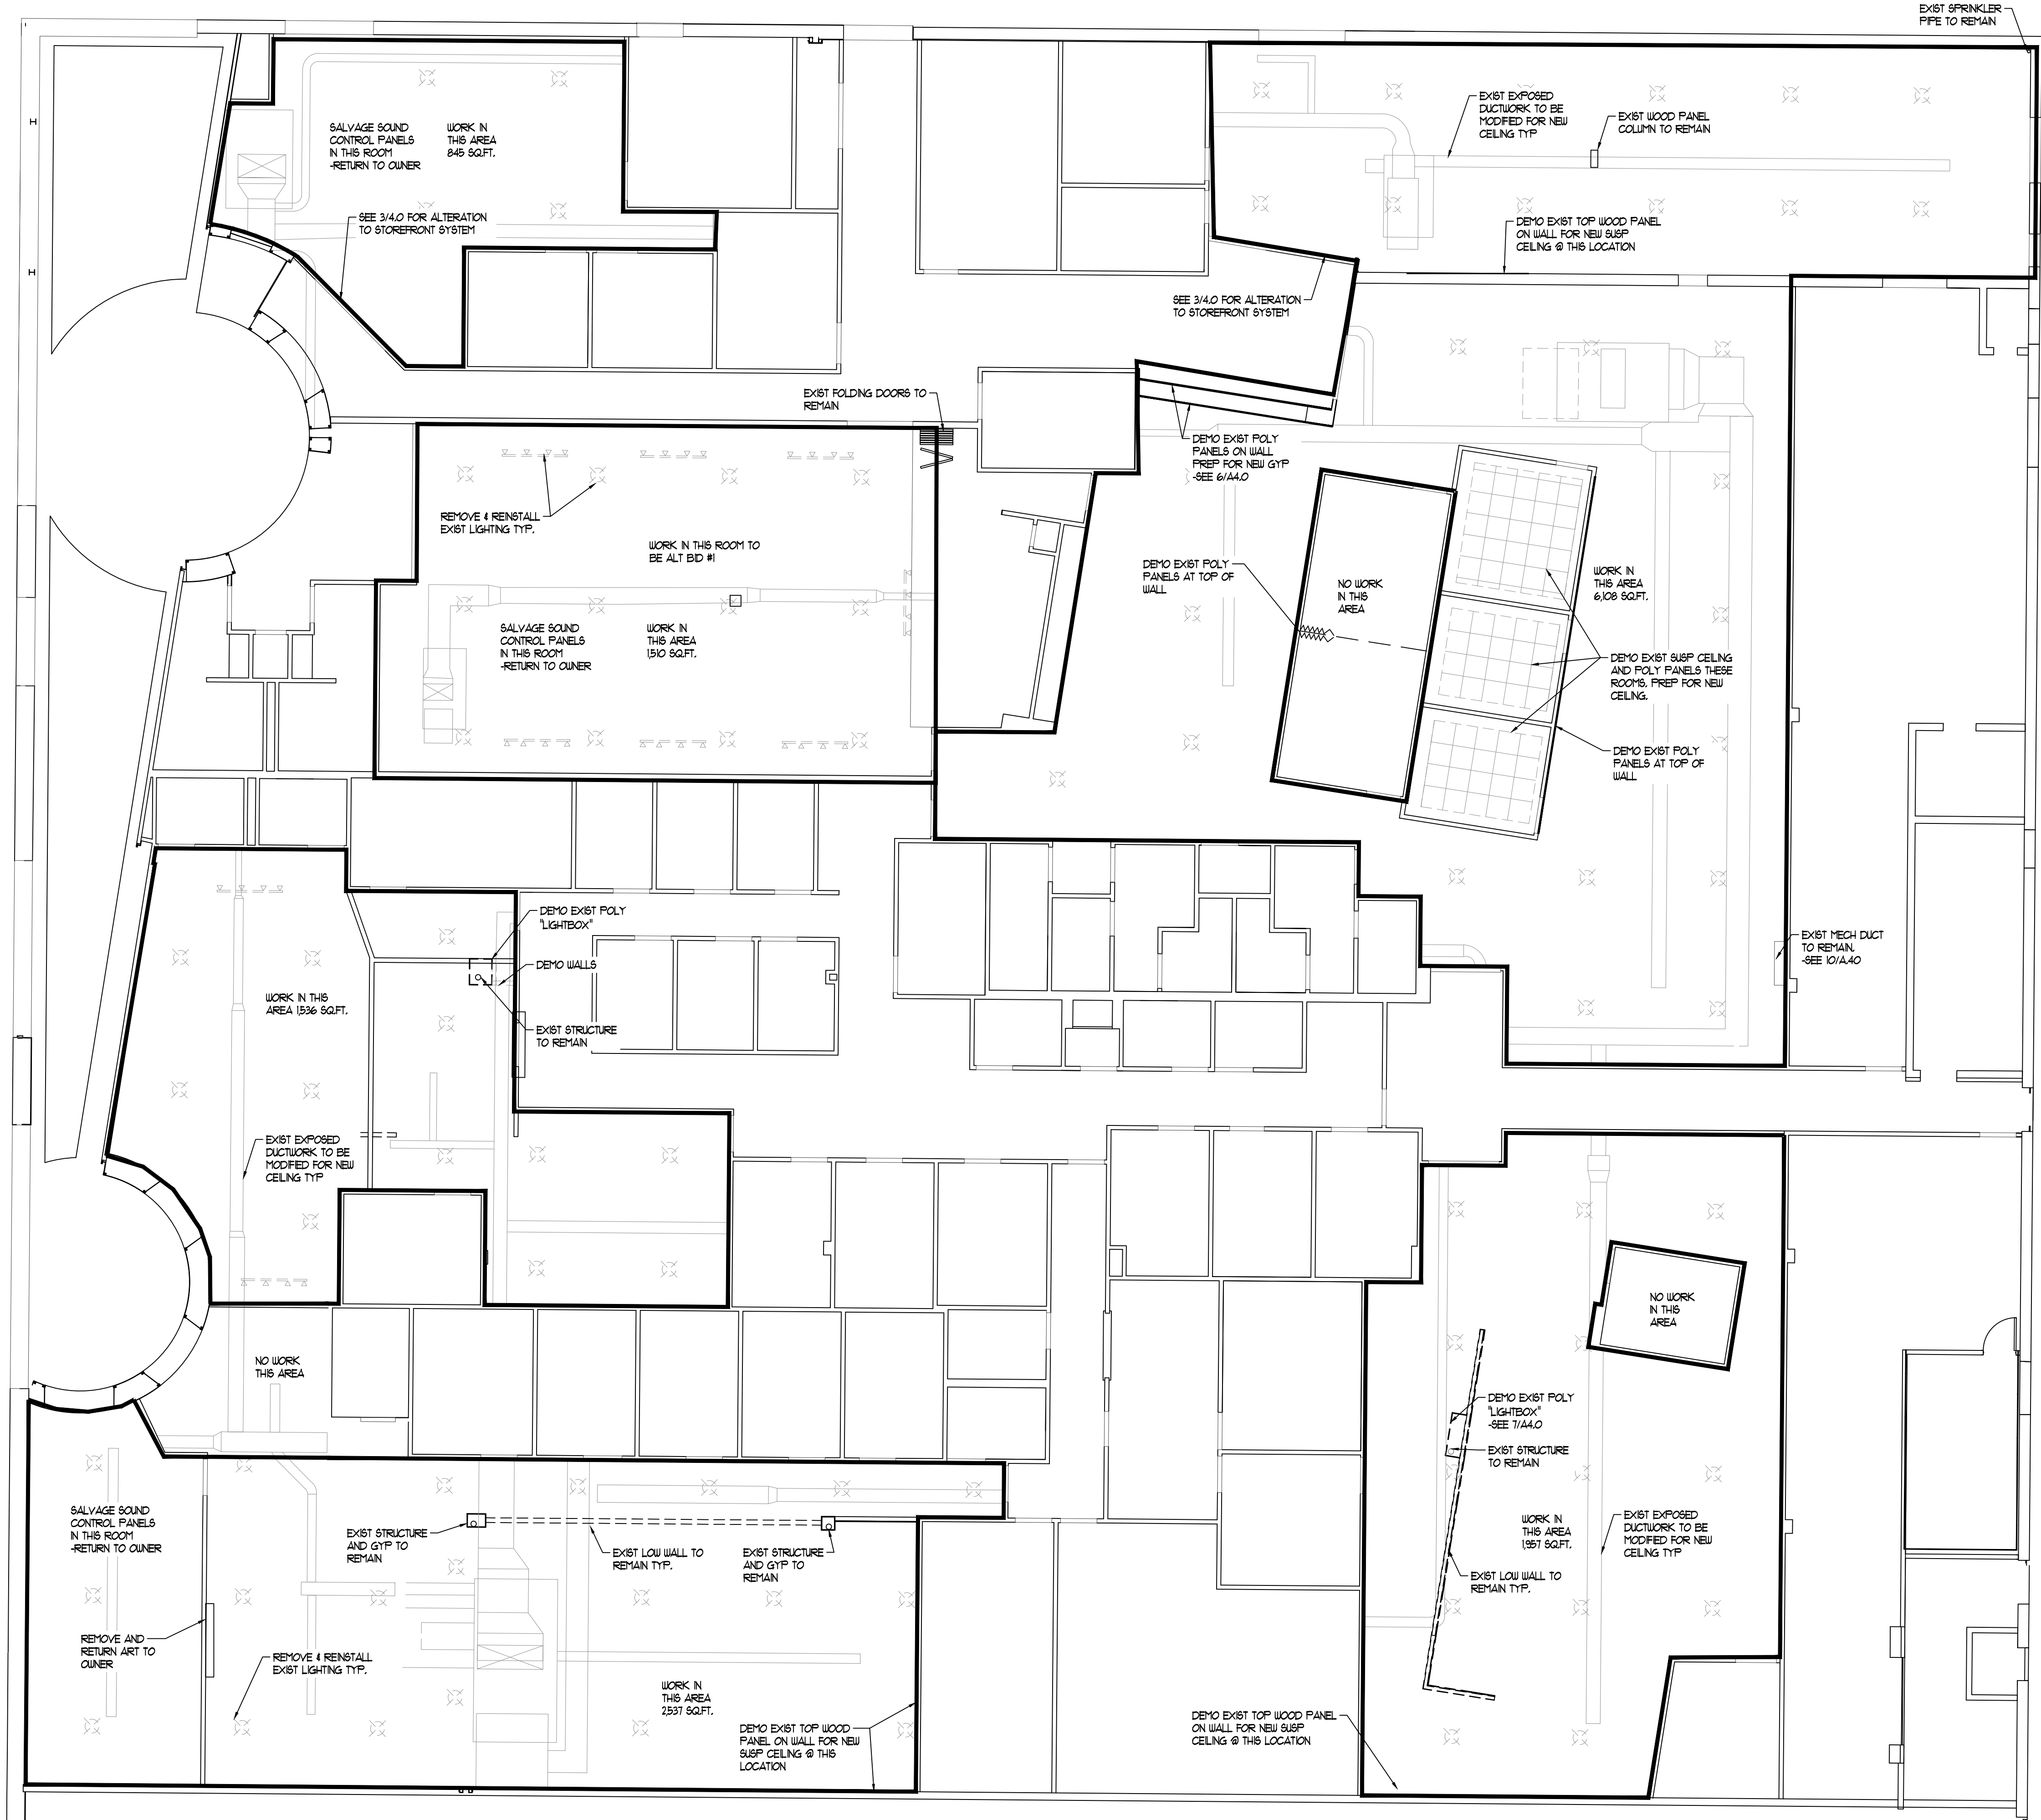 EXIST SPRINKLER
PIPE TO REMAIN
SALVAGE SOUND
CONTROL PANELS
IN THIS ROOM
-RETURN TO OWNER
WORK IN
THIS AREA
845 SQ.FT.
SEE 3/4.0 FOR ALTERATION
TO STOREFRONT SYSTEM
EXIST EXPOSED
DUCTWORK TO BE
MODIFIED FOR NEW
CEILING TYP
EXIST WOOD PANEL
COLUMN TO REMAIN
DEMO EXIST TOP WOOD PANEL
ON WALL FOR NEW SUSP
CEILING @ THIS LOCATION
SEE 3/4.0 FOR ALTERATION
TO STOREFRONT SYSTEM
EXIST FOLDING DOORS TO
REMAIN
DEMO EXIST POLY
PANELS ON WALL
PREP FOR NEW GYP
-SEE 6/A4.0
REMOVE & REINSTALL
EXIST LIGHTING TYP.
WORK IN THIS ROOM TO
BE ALT BID #1
SALVAGE SOUND
CONTROL PANELS
IN THIS ROOM
-RETURN TO OWNER
WORK IN
THIS AREA
1,510 SQ.FT.
DEMO EXIST POLY
PANELS AT TOP OF
WALL
NO WORK
IN THIS
AREA
WORK IN
THIS AREA
6,108 SQ.FT.
DEMO EXIST SUSP CEILING
AND POLY PANELS THESE
ROOMS. PREP FOR NEW
CEILING.
DEMO EXIST POLY
PANELS AT TOP OF
WALL
DEMO EXIST POLY
"LIGHTBOX"
DEMO WALLS
EXIST STRUCTURE
TO REMAIN
WORK IN THIS
AREA 1,536 SQ.FT.
EXIST MECH DUCT
TO REMAIN.
-SEE 10/A.40
EXIST EXPOSED
DUCTWORK TO BE
MODIFIED FOR NEW
CEILING TYP
NO WORK
THIS AREA
NO WORK
IN THIS
AREA
DEMO EXIST POLY
"LIGHTBOX"
-SEE 7/A4.0
EXIST STRUCTURE
TO REMAIN
WORK IN
THIS AREA
1,957 SQ.FT.
EXIST EXPOSED
DUCTWORK TO BE
MODIFIED FOR NEW
CEILING TYP
EXIST LOW WALL TO
REMAIN TYP.
SALVAGE SOUND
CONTROL PANELS
IN THIS ROOM
-RETURN TO OWNER
EXIST STRUCTURE
AND GYP TO
REMAIN
EXIST LOW WALL TO
REMAIN TYP.
EXIST STRUCTURE
AND GYP TO
REMAIN
REMOVE AND
RETURN ART TO
OWNER
REMOVE & REINSTALL
EXIST LIGHTING TYP.
WORK IN
THIS AREA
2,537 SQ.FT.
DEMO EXIST TOP WOOD
PANEL ON WALL FOR NEW
SUSP CEILING @ THIS
LOCATION
DEMO EXIST TOP WOOD PANEL
ON WALL FOR NEW SUSP
CEILING @ THIS LOCATION